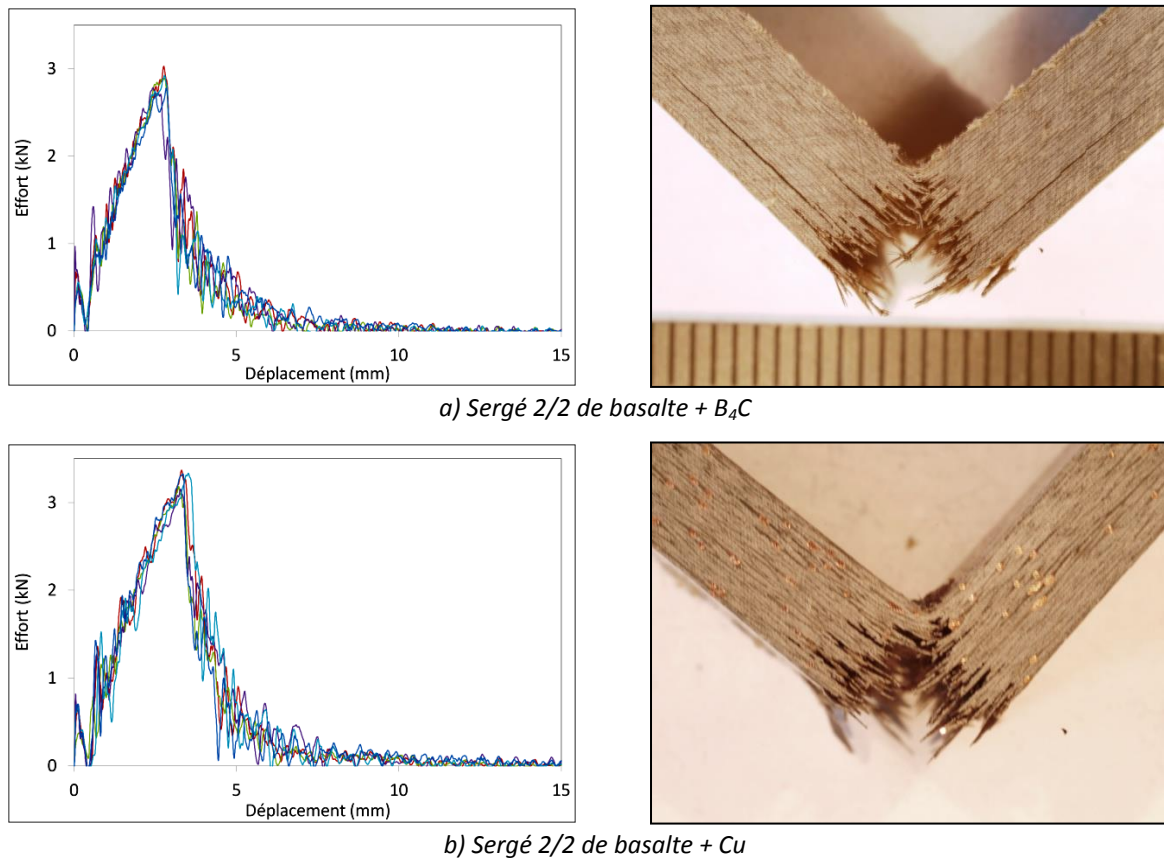 3
2
1
0
Effort (kN)
0 5 10 15
Déplacement (mm)
a) Sergé 2/2 de basalte + B₄C
3
2
1
0
Effort (kN)
0 5 10 15
Déplacement (mm)
b) Sergé 2/2 de basalte + Cu